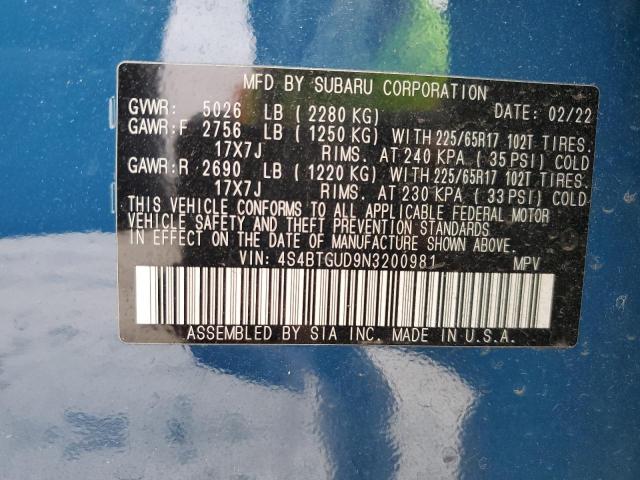 MFD BY SUBARU CORPORATION
GVWR: 5026 LB ( 2280 KG) DATE: 02/22
GAWR:F 2756 LB ( 1250 KG) WITH 225/65R17 102T TIRES.
17X7J RIMS. AT 240 KPA ( 35 PSI) COLD
GAWR:R 2690 LB ( 1220 KG) WITH 225/65R17 102T TIRES.
17X7J RIMS. AT 230 KPA ( 33 PSI) COLD.
THIS VEHICLE CONFORMS TO ALL APPLICABLE FEDERAL MOTOR
VEHICLE SAFETY AND THEFT PREVENTION STANDARDS
IN EFFECT ON THE DATE OF MANUFACTURE SHOWN ABOVE.
VIN: 4S4BTGUD9N3200981 MPV
ASSEMBLED BY SIA INC. MADE IN U.S.A.